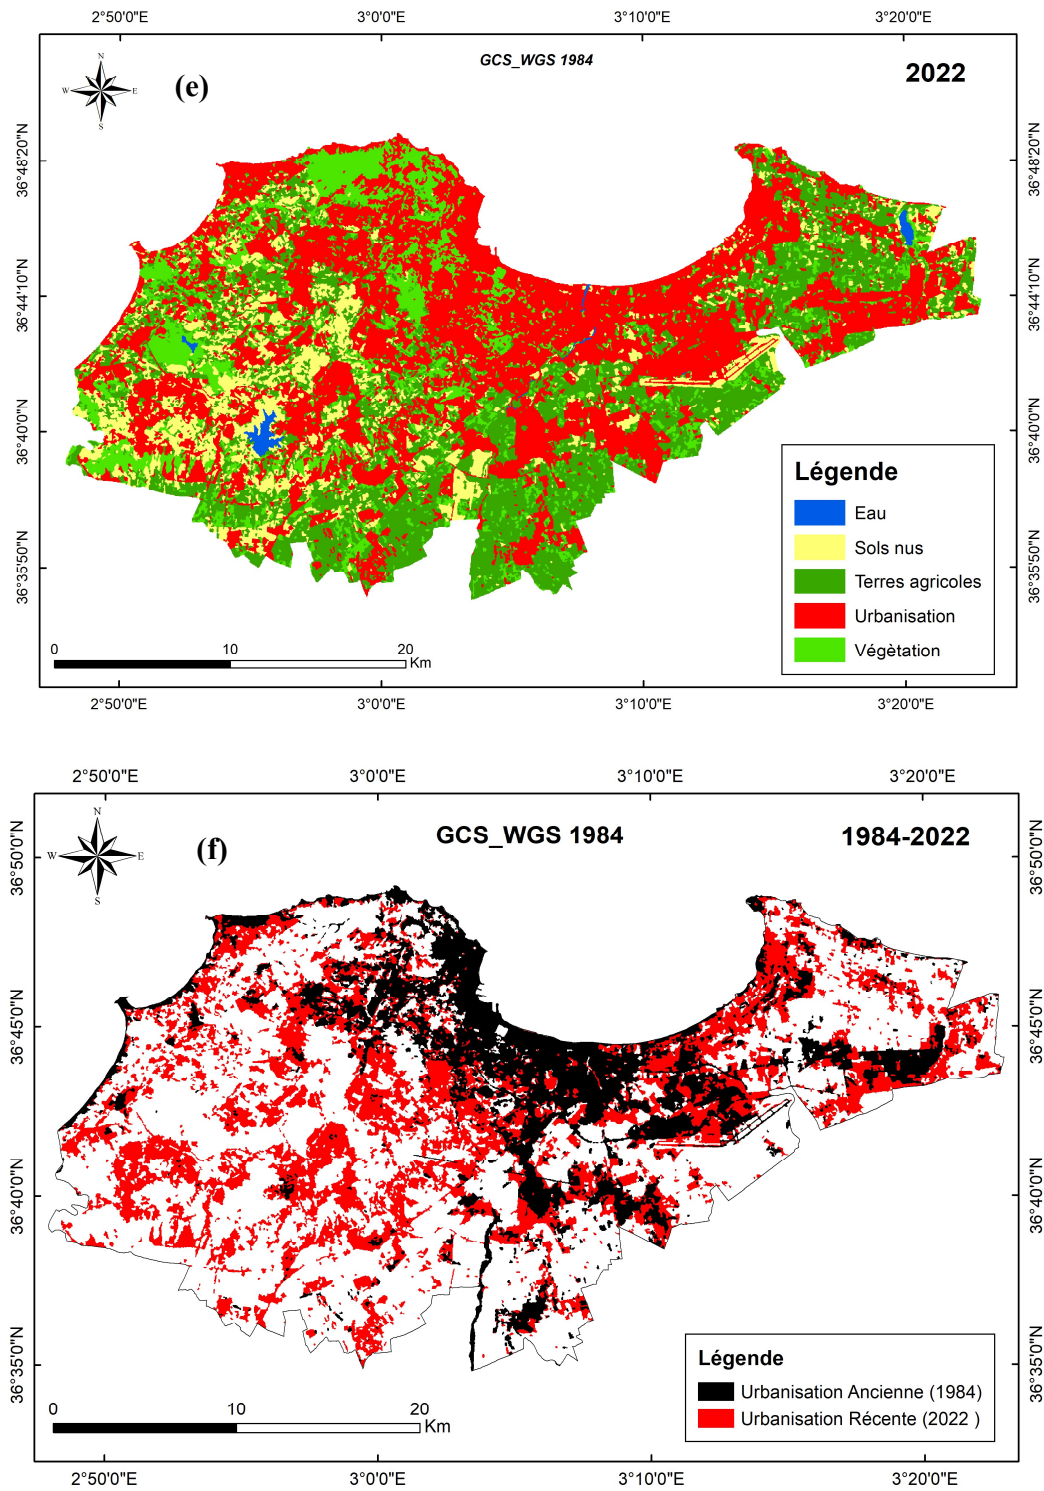 2°50'0"E 3°0'0"E 3°10'0"E 3°20'0"E
GCS_WGS 1984
2022
(e)
N
W E
S
36°48'20"N 36°48'20"N
36°44'10"N 36°44'10"N
36°40'0"N 36°40'0"N
36°35'50"N 36°35'50"N
Légende
Eau
Sols nus
Terres agricoles
Urbanisation
Végètation
0 10 20
Km
2°50'0"E 3°0'0"E 3°10'0"E 3°20'0"E
2°50'0"E 3°0'0"E 3°10'0"E 3°20'0"E
GCS_WGS 1984
1984-2022
(f)
N
W E
S
36°50'0"N 36°50'0"N
36°45'0"N 36°45'0"N
36°40'0"N 36°40'0"N
36°35'0"N 36°35'0"N
Légende
Urbanisation Ancienne (1984)
Urbanisation Récente (2022 )
0 10 20
Km
2°50'0"E 3°0'0"E 3°10'0"E 3°20'0"E